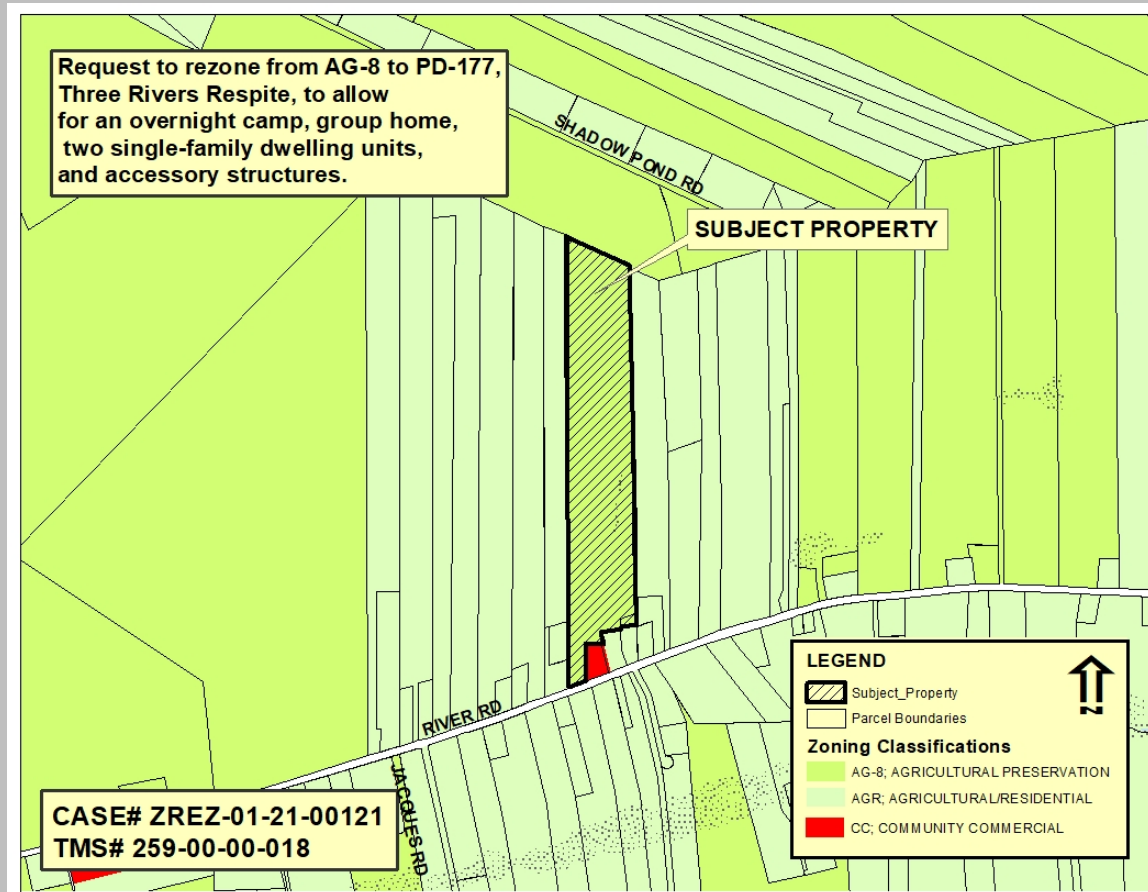 Request to rezone from AG-8 to PD-177,
Three Rivers Respite, to allow
for an overnight camp, group home,
two single-family dwelling units,
and accessory structures.
SHADOW POND RD
SUBJECT PROPERTY
RIVER RD
JACQUES RD
CASE# ZREZ-01-21-00121
TMS# 259-00-00-018
LEGEND
Subject_Property
Parcel Boundaries
Zoning Classifications
AG-8; AGRICULTURAL PRESERVATION
AGR; AGRICULTURAL/RESIDENTIAL
CC; COMMUNITY COMMERCIAL
N